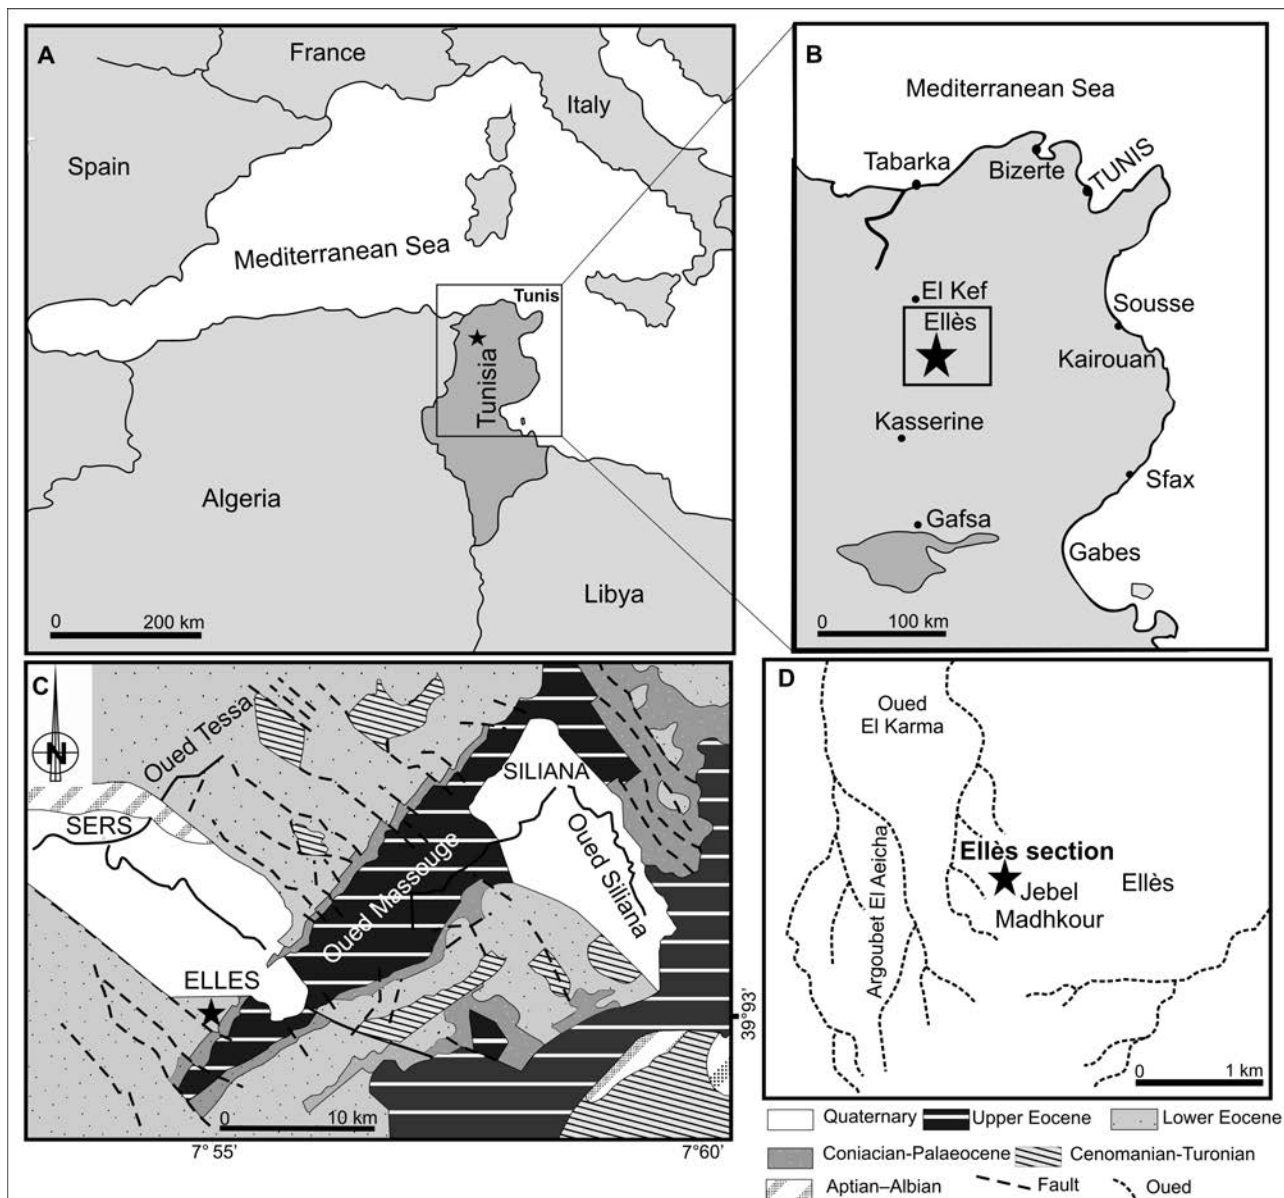 A
France
Italy
Spain
Mediterranean Sea
Tunis
Tunisia
Algeria
Libya
0 200 km
B
Mediterranean Sea
Tabarka
Bizerte
TUNIS
El Kef
Ellès
Sousse
Kairouan
Kasserine
Sfax
Gafsa
Gabes
0 100 km
C
N
Oued Tessa
SERS
SILIANA
Oued Massouge
Oued Siliana
ELLES
0 10 km
7° 55'
7° 60'
39° 93'
D
Oued
El Karma
Argoubet El Aeicha
Ellès section
Jebel
Madhkour
Ellès
0 1 km
Quaternary
Upper Eocene
Lower Eocene
Coniacian-Palaeocene
Cenomanian-Turonian
Aptian–Albian
Fault
Oued